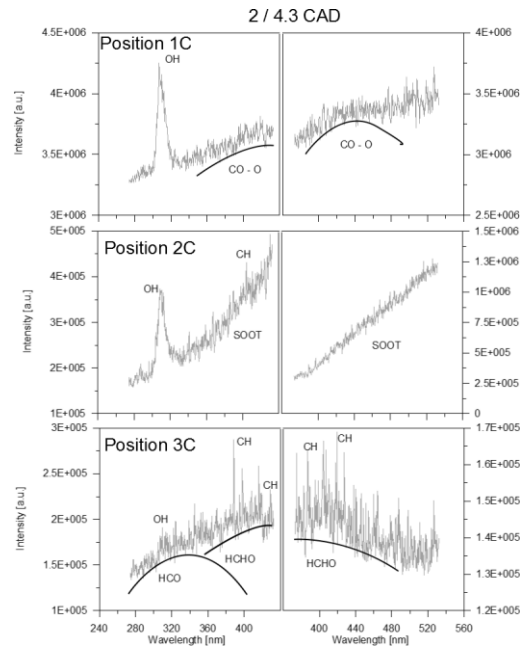 2 / 4.3 CAD
Position 1C
4.5E+006
4E+006
3.5E+006
3E+006
Intensity [a.u.]
OH
CO - O
4E+006
3.5E+006
3E+006
2.5E+006
Intensity [a.u.]
CO - O
Position 2C
5E+005
4E+005
3E+005
2E+005
1E+005
Intensity [a.u.]
OH
CH
SOOT
1.5E+006
1.3E+006
1E+006
7.5E+005
5E+005
2.5E+005
0
Intensity [a.u.]
SOOT
Position 3C
3E+005
2.5E+005
2E+005
1.5E+005
1E+005
Intensity [a.u.]
OH
CH
CH
HCO
HCHO
240 280 320 360 400
Wavelength [nm]
1.7E+005
1.6E+005
1.5E+005
1.4E+005
1.3E+005
1.2E+005
Intensity [a.u.]
CH
CH
HCHO
400 440 480 520 560
Wavelength [nm]